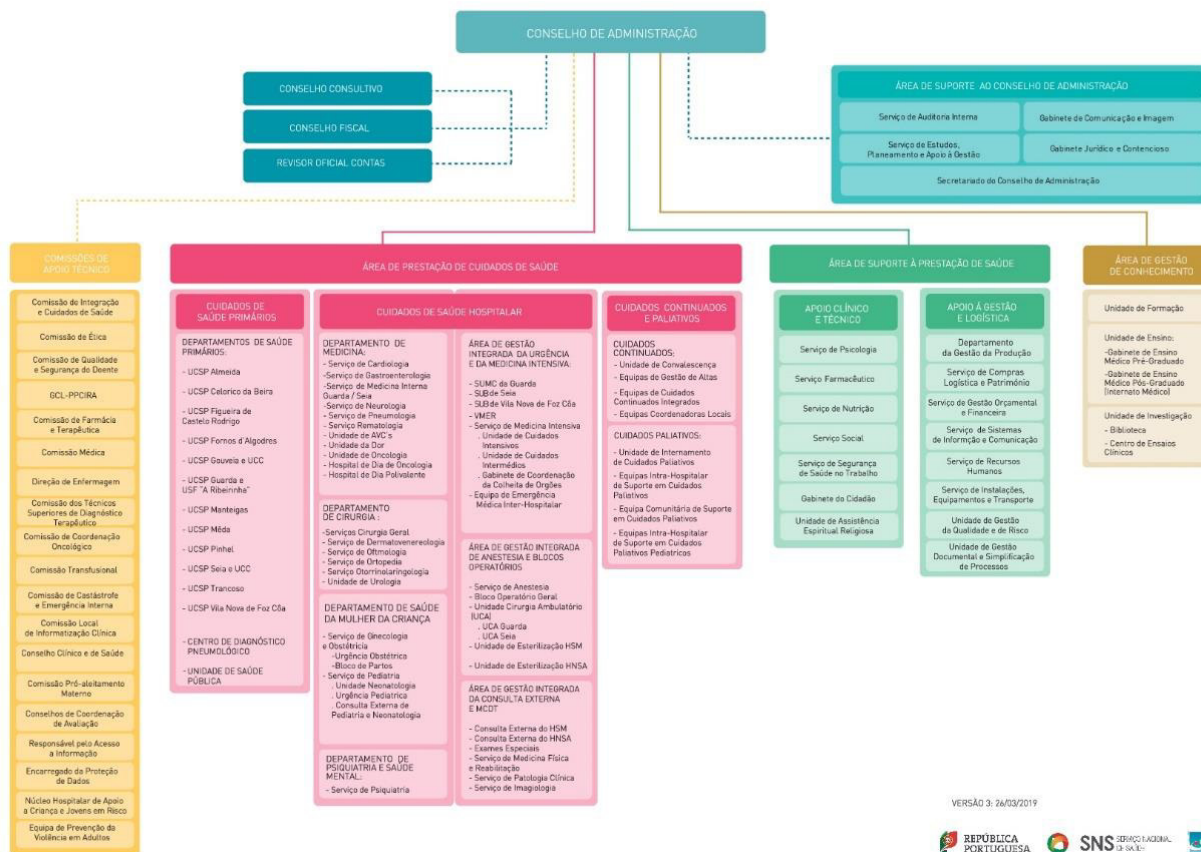 CONSELHO DE ADMINISTRAÇÃO
CONSELHO CONSULTIVO
CONSELHO FISCAL
REVISOR OFICIAL CONTAS
ÁREA DE SUPORTE AO CONSELHO DE ADMINISTRAÇÃO
Serviço de Auditoria Interna
Gabinete de Comunicação e Imagem
Serviço de Estudos,
Planeamento e Apoio à Gestão
Gabinete Jurídico e Contencioso
Secretariado do Conselho de Administração
COMISSÕES DE
APOIO TÉCNICO
Comissão de Integração
e Cuidados de Saúde
Comissão de Ética
Comissão de Qualidade
e Segurança do Doente
GCL-PPCIRA
Comissão de Farmácia
e Terapêutica
Comissão Médica
Direção de Enfermagem
Comissão dos Técnicos
Superiores de Diagnóstico
Terapêutico
Comissão de Coordenação
Oncológico
Comissão Transfusional
Comissão de Castástrofe
e Emergência Interna
Comissão Local
de Informatização Clínica
Conselho Clínico e de Saúde
Comissão Pró-aleitamento
Materno
Conselhos de Coordenação
de Avaliação
Responsável pelo Acesso
a Informação
Encarregado da Proteção
de Dados
Núcleo Hospitalar de Apoio
a Criança e Jovens em Risco
Equipa de Prevenção da
Violência em Adultos
ÁREA DE PRESTAÇÃO DE CUIDADOS DE SAÚDE
CUIDADOS DE
SAÚDE PRIMÁRIOS
DEPARTAMENTOS DE SAÚDE
PRIMÁRIOS:
- UCSP Almeida
- UCSP Celorico da Beira
- UCSP Figueira de
Castelo Rodrigo
- UCSP Fornos d'Algodres
- UCSP Gouveia e UCC
- UCSP Guarda e
USF "A Ribeirinha"
- UCSP Manteigas
- UCSP Mêda
- UCSP Pinhel
- UCSP Seia e UCC
- UCSP Trancoso
- UCSP Vila Nova de Foz Côa
- CENTRO DE DIAGNÓSTICO
PNEUMOLÓGICO
- UNIDADE DE SAÚDE
PÚBLICA
CUIDADOS DE SAÚDE HOSPITALAR
DEPARTAMENTO DE
MEDICINA:
- Serviço de Cardiologia
-Serviço de Gastroenterologia
-Serviço de Medicina Interna
Guarda / Seia
-Serviço de Neurologia
- Serviço de Pneumologia
- Serviço Rematologia
- Unidade de AVC's
- Unidade da Dor
- Unidade de Oncologia
- Hospital de Dia de Oncologia
- Hospital de Dia Polivalente
DEPARTAMENTO
DE CIRURGIA :
-Serviços Cirurgia Geral
- Serviço de Dermatovenereologia
- Serviço de Oftmologia
- Serviço de Ortopedia
- Serviço Otorrinolaringologia
- Unidade de Urologia
DEPARTAMENTO DE SAÚDE
DA MULHER DA CRIANÇA
- Serviço de Ginecologia
e Obstétricia
-Urgência Obstétrica
-Bloco de Partos
- Serviço de Pediatria
. Unidade Neonatologia
. Urgência Pediatrica
. Consulta Externa de
Pediatria e Neonatologia
DEPARTAMENTO DE
PSIQUIATRIA E SAÚDE
MENTAL:
- Serviço de Psiquiatria
ÁREA DE GESTÃO
INTEGRADA DA URGÊNCIA
E DA MEDICINA INTENSIVA:
- SUMC da Guarda
- SUB de Seia
- SUB de Vila Nova de Foz Côa
- VMER
- Serviço de Medicina Intensiva
. Unidade de Cuidados
Intensivos
. Unidade de Cuidados
Intermédios
. Gabinete de Coordenação
da Colheita de Orgões
- Equipa de Emergência
Médica Inter-Hospitalar
ÁREA DE GESTÃO INTEGRADA
DE ANESTESIA E BLOCOS
OPERATÓRIOS
- Serviço de Anestesia
- Bloco Operatório Geral
- Unidade Cirurgia Ambulatório
(UCA)
. UCA Guarda
. UCA Seia
- Unidade de Esterilização HSM
- Unidade de Esterilização HNSA
ÁREA DE GESTÃO INTEGRADA
DA CONSULTA EXTERNA
E MCDT
- Consulta Externa do HSM
- Consulta Externa do HNSA
- Exames Especiais
- Serviço de Medicina Física
e Reabilitação
- Serviço de Patologia Clínica
- Serviço de Imagiologia
CUIDADOS CONTINUADOS
E PALIATIVOS
CUIDADOS
CONTINUADOS:
- Unidade de Convalescença
- Equipas de Gestão de Altas
- Equipas de Cuidados
Continuados Integrados
- Equipas Coordenadoras Locais
CUIDADOS PALIATIVOS:
- Unidade de Internamento
de Cuidados Paliativos
- Equipas Intra-Hospitalar
de Suporte em Cuidados
Paliativos
- Equipa Comunitária de Suporte
em Cuidados Paliativos
- Equipas Intra-Hospitalar
de Suporte em Cuidados
Paliativos Pediatricos
ÁREA DE SUPORTE À PRESTAÇÃO DE SAÚDE
APOIO CLÍNICO
E TÉCNICO
Serviço de Psicologia
Serviço Farmacêutico
Serviço de Nutrição
Serviço Social
Serviço de Segurança
de Saúde no Trabalho
Gabinete do Cidadão
Unidade de Assistência
Espiritual Religiosa
APOIO À GESTÃO
E LOGÍSTICA
Departamento
da Gestão da Produção
Serviço de Compras
Logística e Património
Serviço de Gestão Orçamental
e Financeira
Serviço de Sistemas
de Informção e Comunicação
Serviço de Recursos
Humanos
Serviço de Instalações,
Equipamentos e Transporte
Unidade de Gestão
da Qualidade e de Risco
Unidade de Gestão
Documental e Simplificação
de Processos
ÁREA DE GESTÃO
DE CONHECIMENTO
Unidade de Formação
Unidade de Ensino:
-Gabinete de Ensino
Médico Pré-Graduado
-Gabinete de Ensino
Médico Pós-Graduado
(Internato Médico)
Unidade de Investigação
- Biblioteca
- Centro de Ensaios
Clínicos
VERSÃO 3: 26/03/2019
REPÚBLICA
PORTUGUESA
SNS SERVIÇO NACIONAL
DE SAÚDE